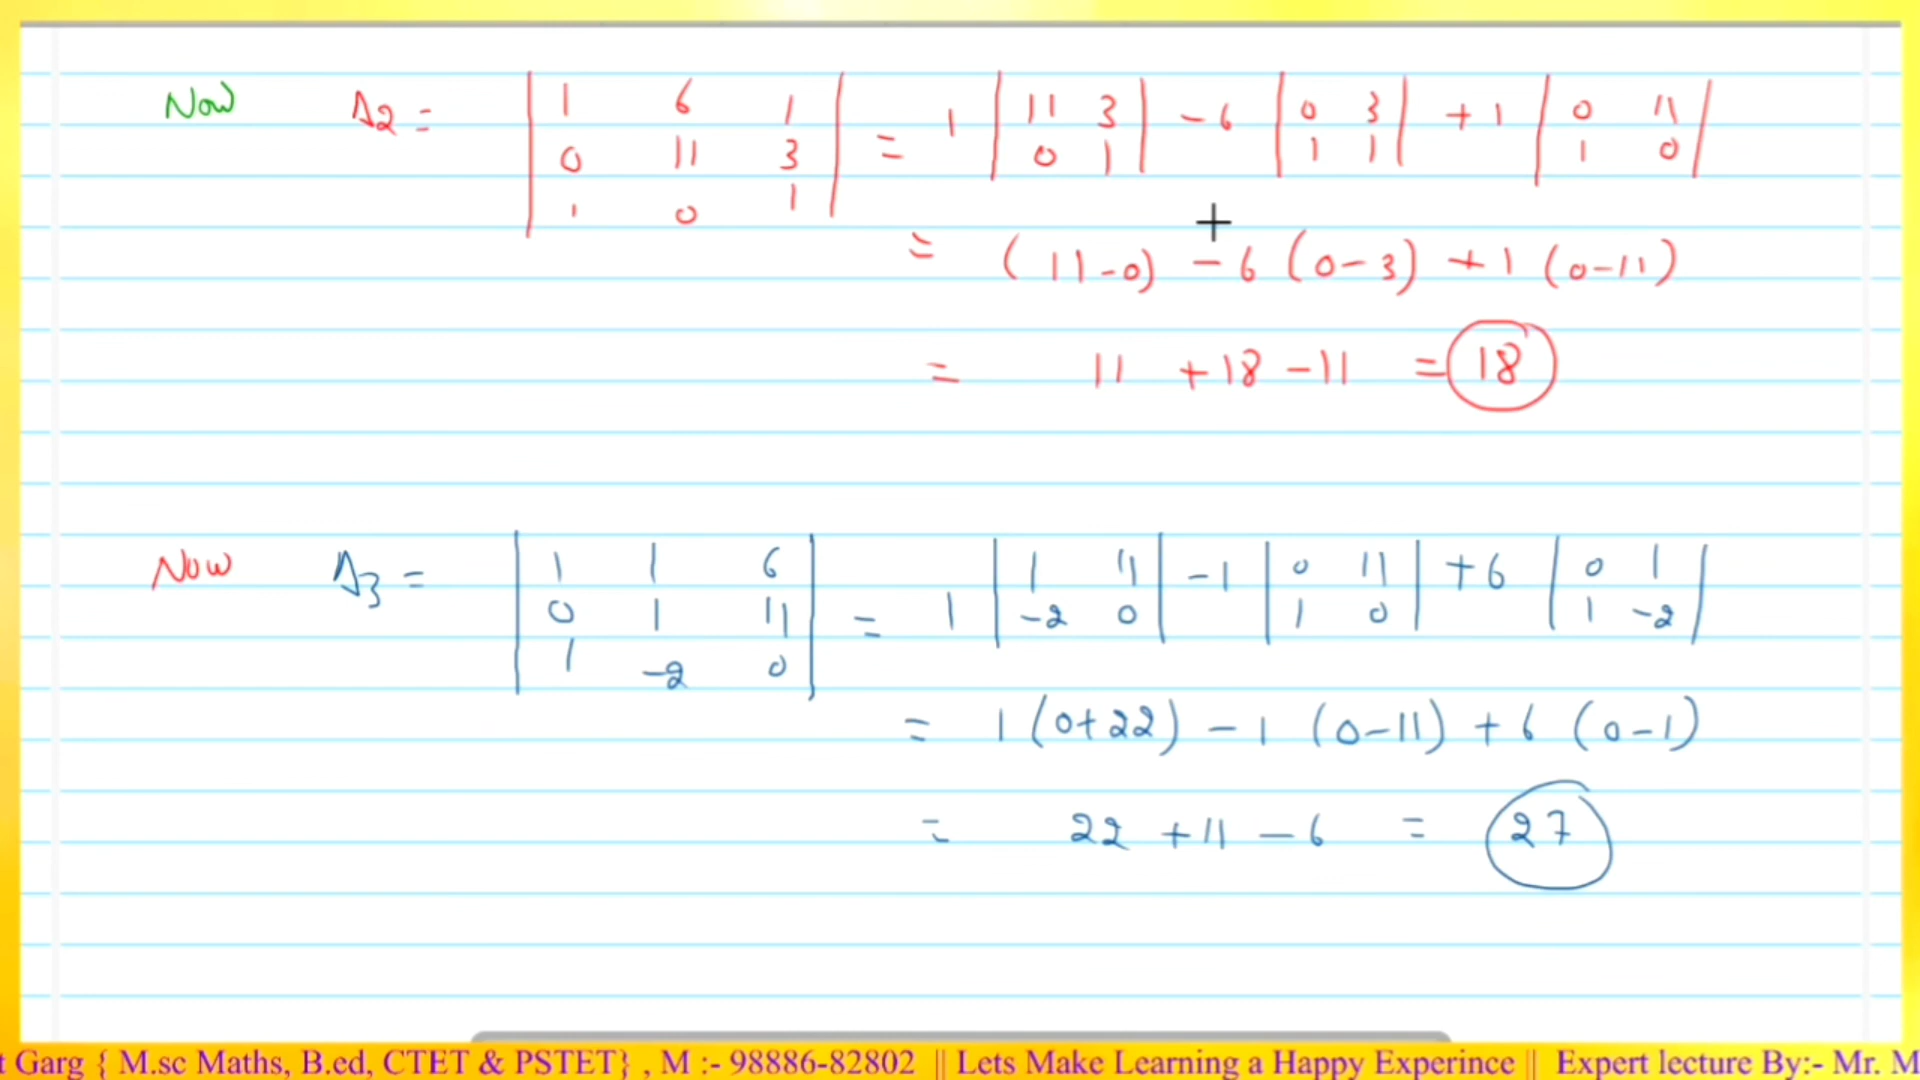 Now Δ2 = | 1 6 1 | = 1 | 11 3 | - 6 | 0 3 | + 1 | 0 11 |
| 0 11 3 | | 0 1 | | 1 1 | | 1 0 |
| 1 0 1 |
= (11-0) - 6 (0-3) + 1 (0-11)
= 11 + 18 - 11 = 18
Now Δ3 = | 1 1 6 | = 1 | 1 11 | - 1 | 0 11 | + 6 | 0 1 |
| 0 1 11 | | -2 0 | | 1 0 | | 1 -2 |
| 1 -2 0 |
= 1 (0+22) - 1 (0-11) + 6 (0-1)
= 22 + 11 - 6 = 27
t Garg { M.sc Maths, B.ed, CTET & PSTET} , M :- 98886-82802 || Lets Make Learning a Happy Experince || Expert lecture By:- Mr. M